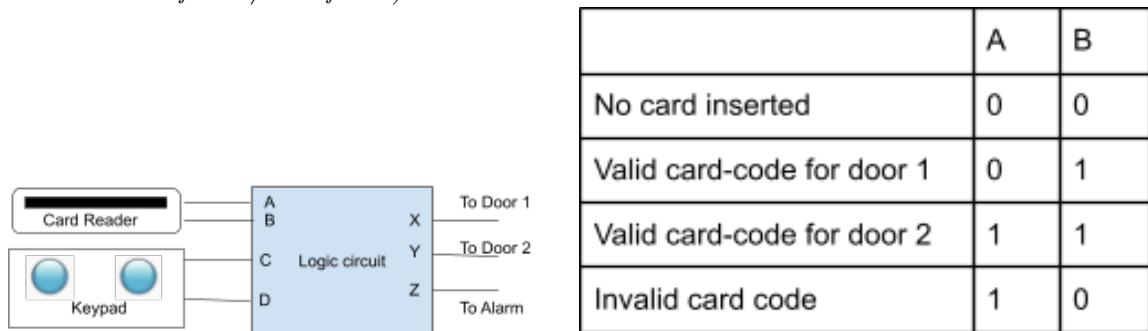 Card Reader
Keypad
A
B
C
D
Logic circuit
X
Y
Z
To Door 1
To Door 2
To Alarm
A B
No card inserted 0 0
Valid card-code for door 1 0 1
Valid card-code for door 2 1 1
Invalid card code 1 0